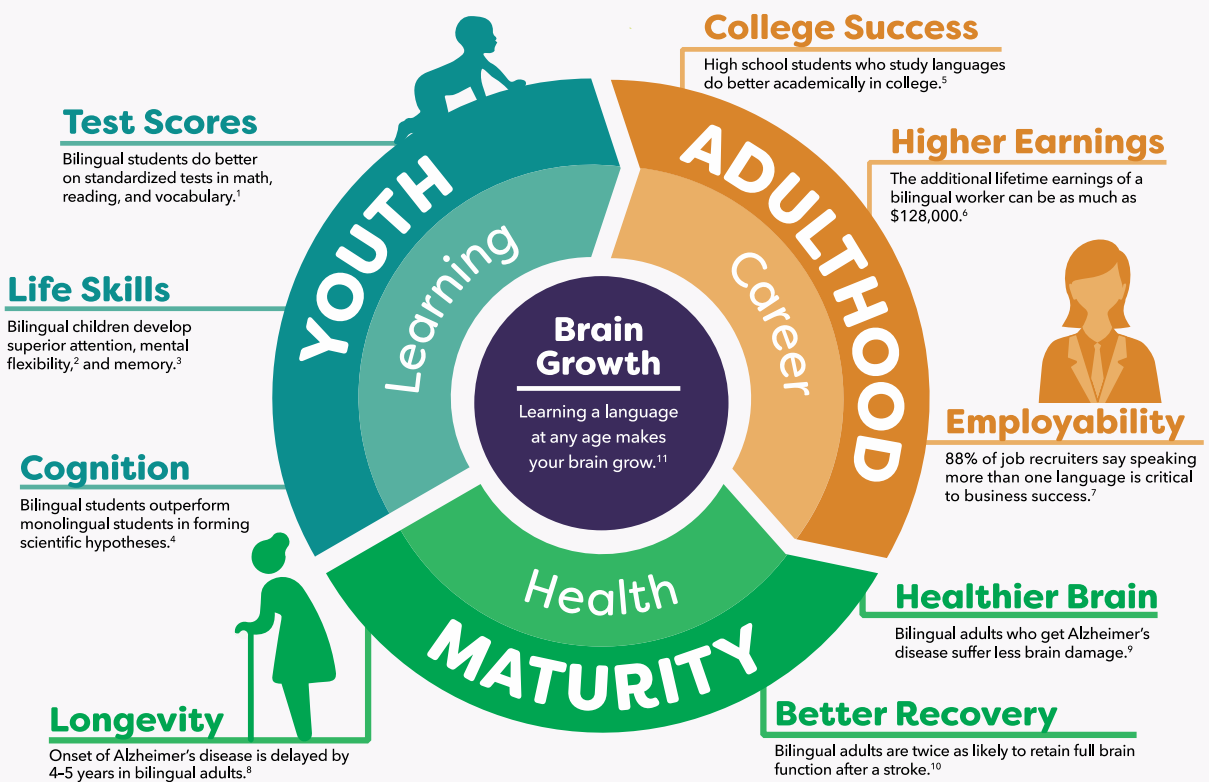 Test Scores
Bilingual students do better
on standardized tests in math,
reading, and vocabulary.¹
Life Skills
Bilingual children develop
superior attention, mental
flexibility,² and memory.³
Cognition
Bilingual students outperform
monolingual students in forming
scientific hypotheses.⁴
YOUTH
Learning
College Success
High school students who study languages
do better academically in college.⁵
Higher Earnings
The additional lifetime earnings of a
bilingual worker can be as much as
$128,000.⁶
Employability
88% of job recruiters say speaking
more than one language is critical
to business success.⁷
ADULTHOOD
Career
Brain
Growth
Learning a language
at any age makes
your brain grow.¹¹
Health
MATURITY
Healthier Brain
Bilingual adults who get Alzheimer's
disease suffer less brain damage.⁹
Better Recovery
Bilingual adults are twice as likely to retain full brain
function after a stroke.¹⁰
Longevity
Onset of Alzheimer's disease is delayed by
4–5 years in bilingual adults.⁸